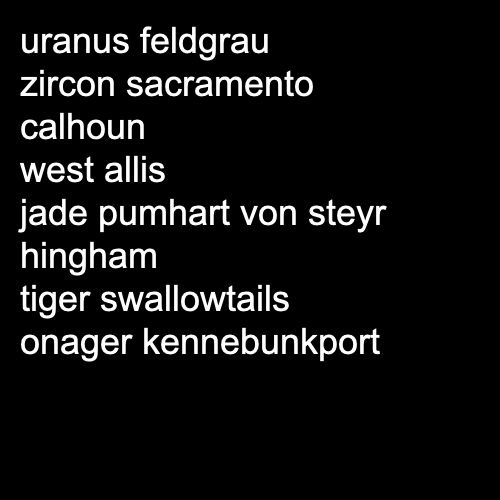 uranus feldgrau
zircon sacramento
calhoun
west allis
jade pumhart von steyr
hingham
tiger swallowtails
onager kennebunkport